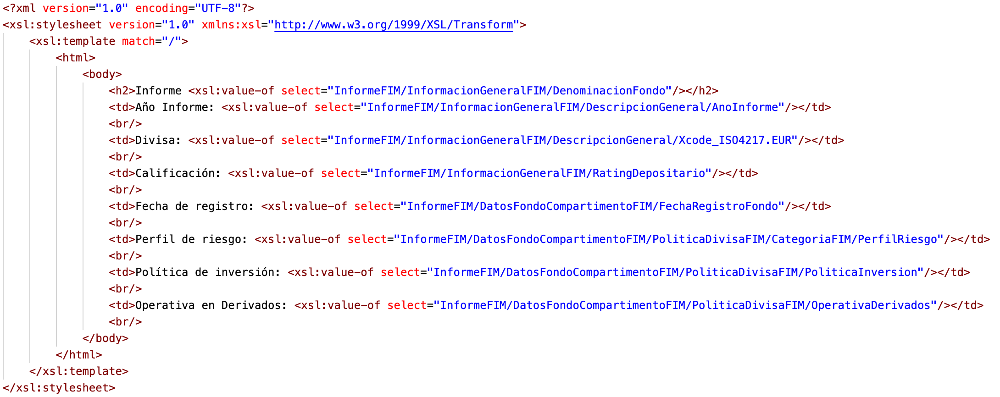 <?xml version="1.0" encoding="UTF-8"?>
<xsl:stylesheet version="1.0" xmlns:xsl="http://www.w3.org/1999/XSL/Transform">
<xsl:template match="/">
<html>
<body>
<h2>Informe <xsl:value-of select="InformeFIM/InformacionGeneralFIM/DenominacionFondo"/></h2>
<td>Año Informe: <xsl:value-of select="InformeFIM/InformacionGeneralFIM/DescripcionGeneral/AnoInforme"/></td>
<br/>
<td>Divisa: <xsl:value-of select="InformeFIM/InformacionGeneralFIM/DescripcionGeneral/Xcode_ISO4217.EUR"/></td>
<br/>
<td>Calificación: <xsl:value-of select="InformeFIM/InformacionGeneralFIM/RatingDepositario"/></td>
<br/>
<td>Fecha de registro: <xsl:value-of select="InformeFIM/DatosFondoCompartimentoFIM/FechaRegistroFondo"/></td>
<br/>
<td>Perfil de riesgo: <xsl:value-of select="InformeFIM/DatosFondoCompartimentoFIM/PoliticaDivisaFIM/CategoriaFIM/PerfilRiesgo"/></td>
<br/>
<td>Política de inversión: <xsl:value-of select="InformeFIM/DatosFondoCompartimentoFIM/PoliticaDivisaFIM/PoliticaInversion"/></td>
<br/>
<td>Operativa en Derivados: <xsl:value-of select="InformeFIM/DatosFondoCompartimentoFIM/PoliticaDivisaFIM/OperativaDerivados"/></td>
<br/>
</body>
</html>
</xsl:template>
</xsl:stylesheet>